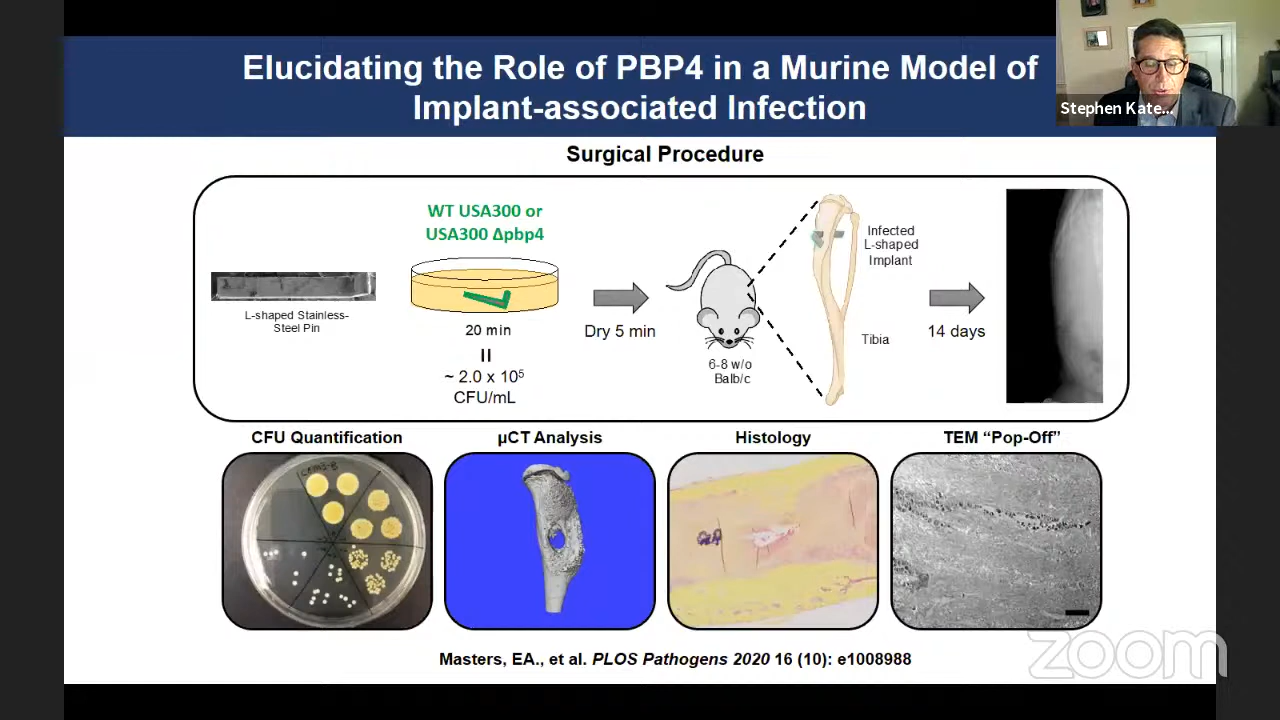 Elucidating the Role of PBP4 in a Murine Model of
Implant-associated Infection
Stephen Kate...
Surgical Procedure
WT USA300 or
USA300 Δpbp4
L-shaped Stainless-
Steel Pin
20 min
=
~ 2.0 x 10⁵
CFU/mL
Dry 5 min
6-8 w/o
Balb/c
Infected
L-shaped
Implant
Tibia
14 days
CFU Quantification
µCT Analysis
Histology
TEM “Pop-Off”
Masters, EA., et al. PLOS Pathogens 2020 16 (10): e1008988
zoom